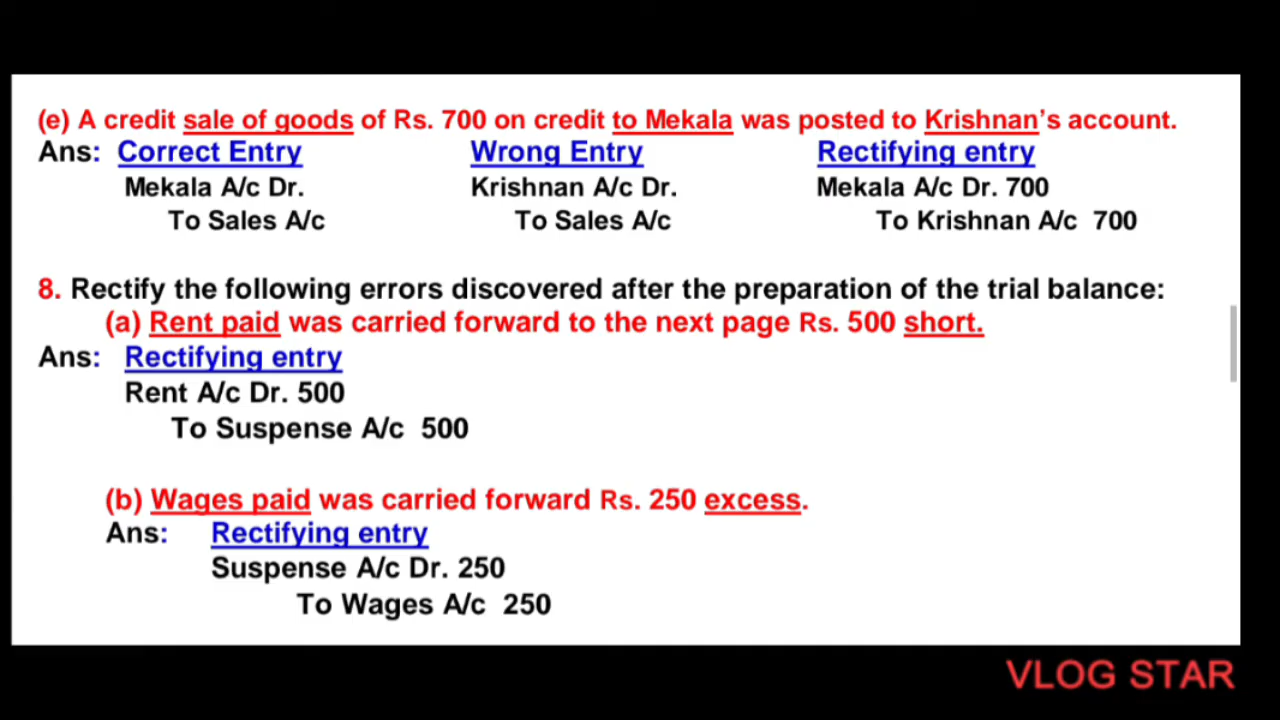 (e) A credit sale of goods of Rs. 700 on credit to Mekala was posted to Krishnan’s account.
Ans: Correct Entry Wrong Entry Rectifying entry
Mekala A/c Dr. Krishnan A/c Dr. Mekala A/c Dr. 700
To Sales A/c To Sales A/c To Krishnan A/c 700
8. Rectify the following errors discovered after the preparation of the trial balance:
(a) Rent paid was carried forward to the next page Rs. 500 short.
Ans: Rectifying entry
Rent A/c Dr. 500
To Suspense A/c 500
(b) Wages paid was carried forward Rs. 250 excess.
Ans: Rectifying entry
Suspense A/c Dr. 250
To Wages A/c 250
VLOG STAR